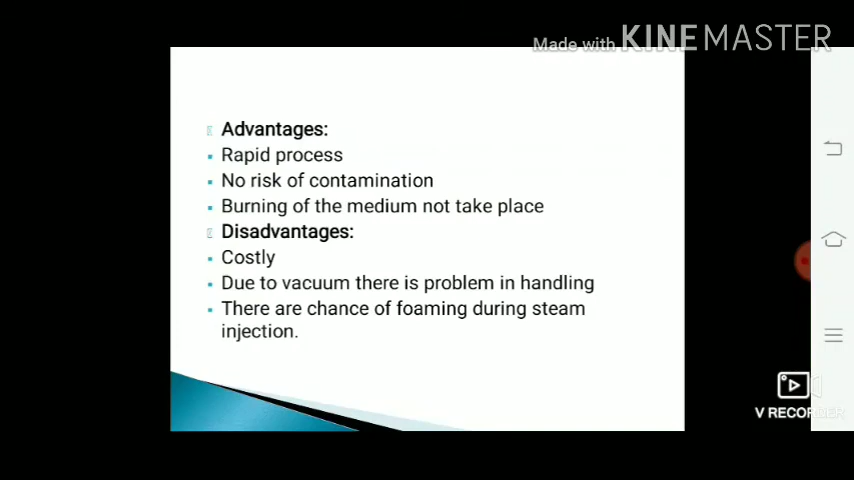 Made with KINEMASTER
Advantages:
Rapid process
No risk of contamination
Burning of the medium not take place
Disadvantages:
Costly
Due to vacuum there is problem in handling
There are chance of foaming during steam
injection.
V RECORDER